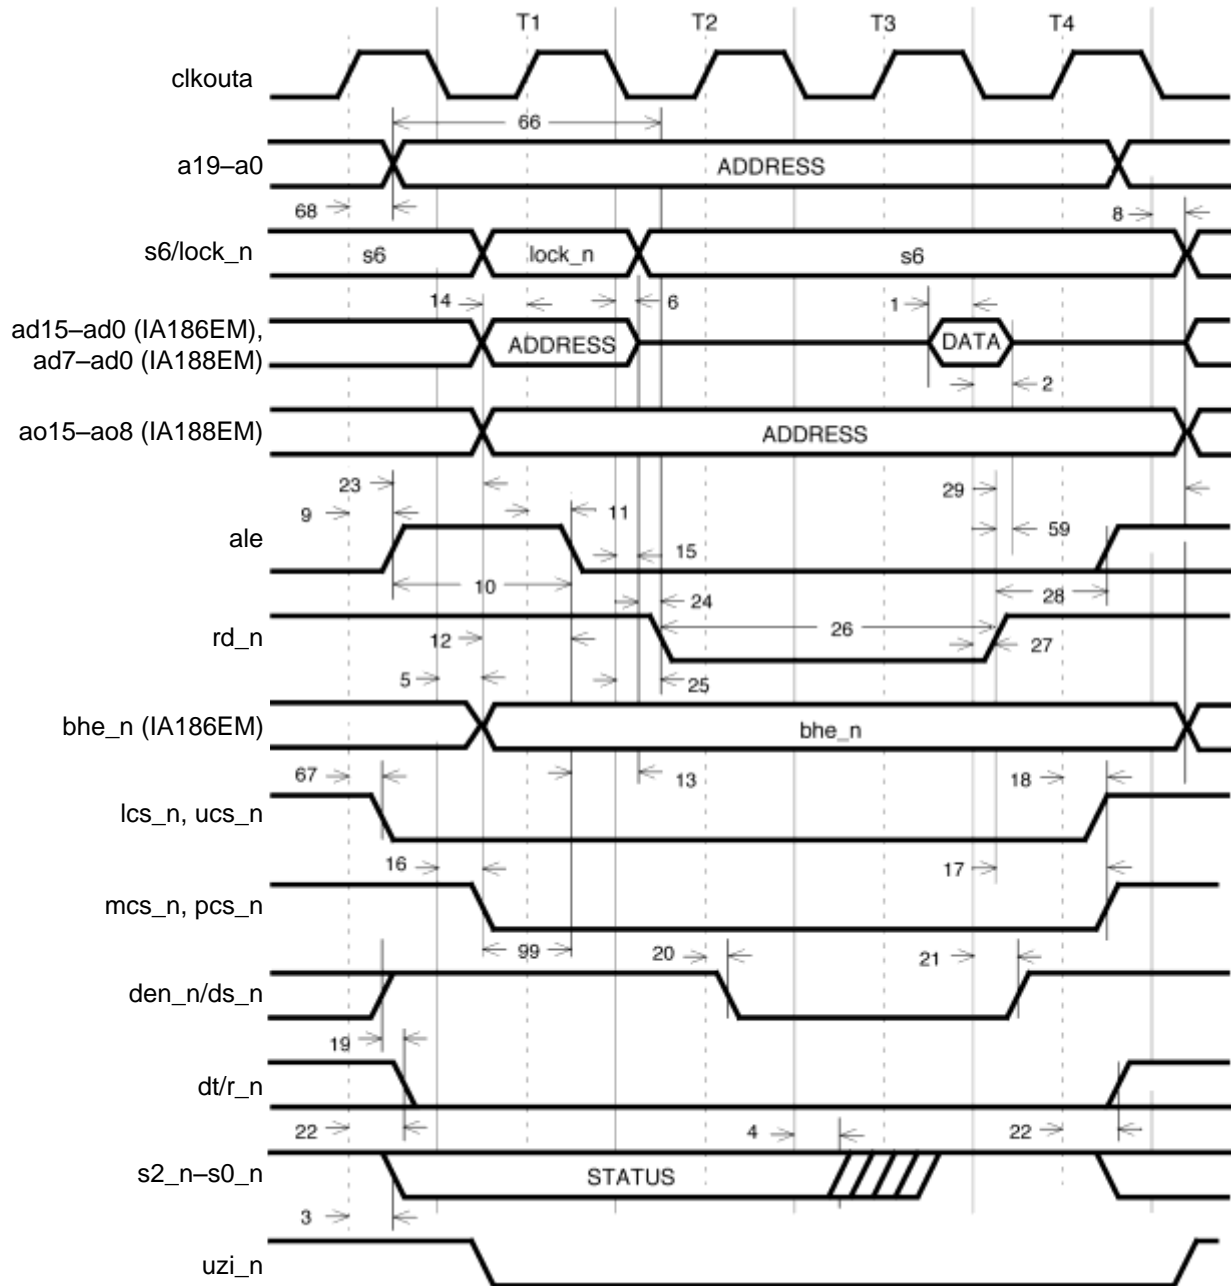 T1 T2 T3 T4
clkouta
66
a19–a0 ADDRESS
68 8
s6/lock_n s6 lock_n s6
14 6 1
ad15–ad0 (IA186EM),
ad7–ad0 (IA188EM) ADDRESS DATA
2
ao15–ao8 (IA188EM) ADDRESS
23 29
9 11 59
ale 15
10 24 28
rd_n 26
12 27
5 25
bhe_n (IA186EM) bhe_n
67 13 18
lcs_n, ucs_n
16 17
mcs_n, pcs_n
99 20 21
den_n/ds_n
19
dt/r_n
22 4 22
s2_n–s0_n STATUS
3
uzi_n